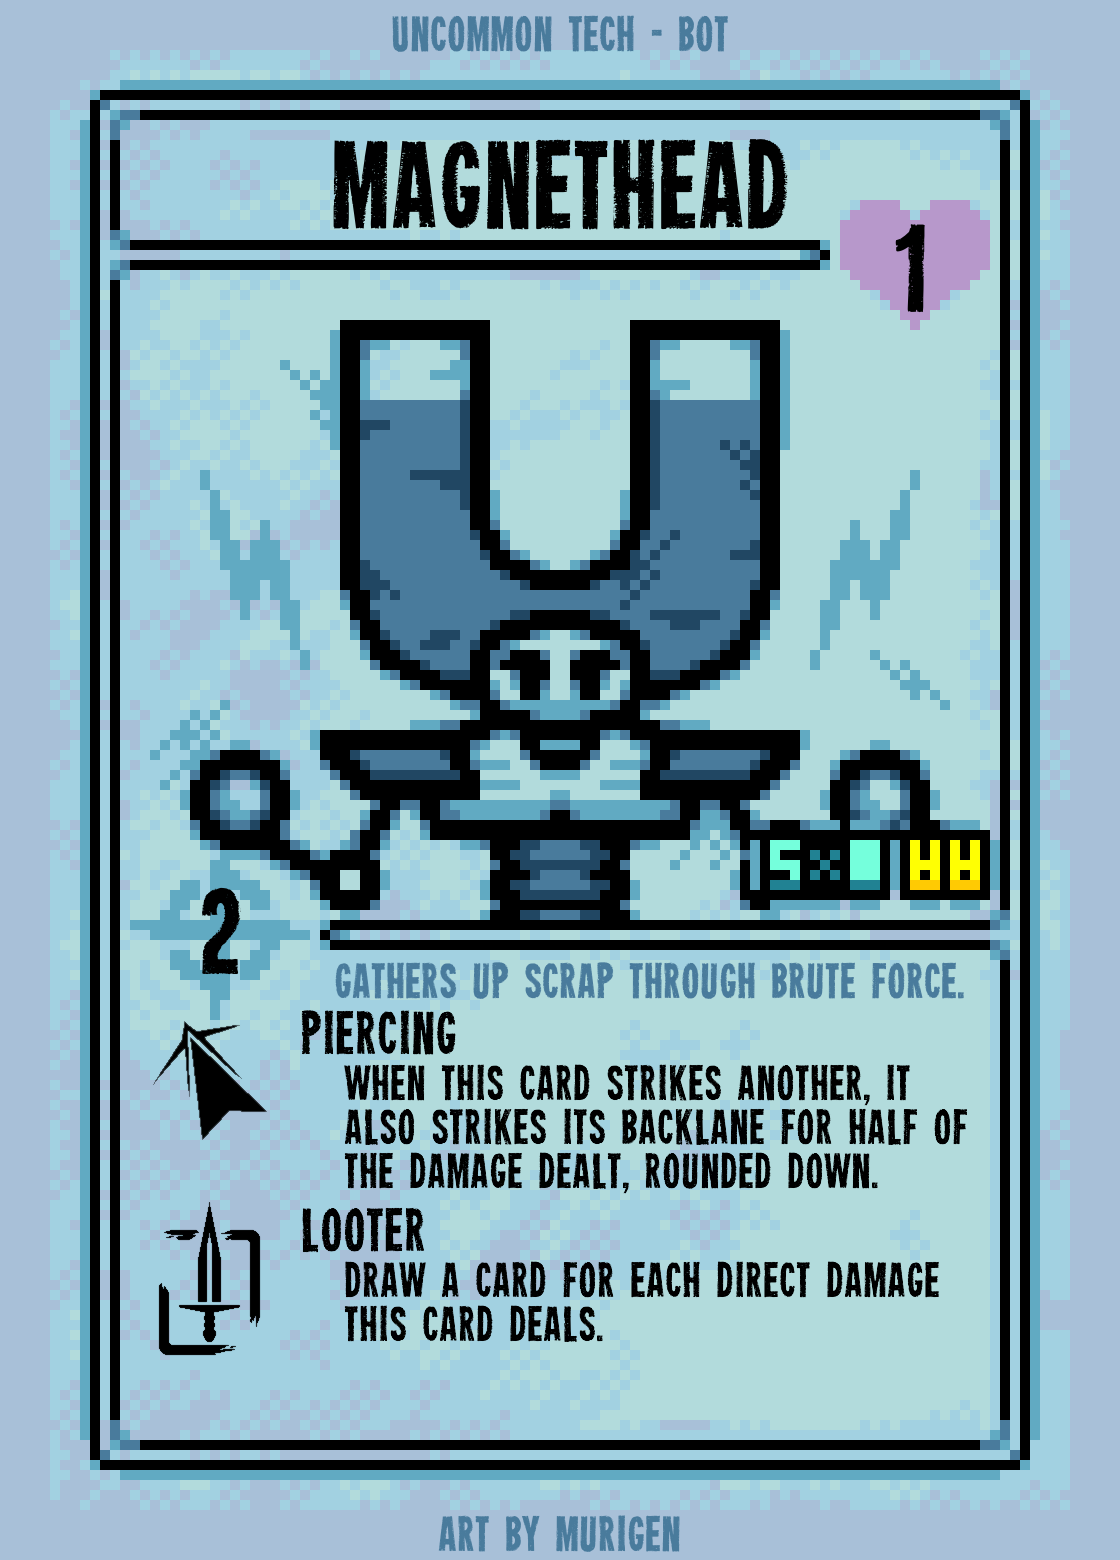 UNCOMMON TECH - BOT
MAGNETHEAD
1
5
2
GATHERS UP SCRAP THROUGH BRUTE FORCE.
PIERCING
WHEN THIS CARD STRIKES ANOTHER, IT
ALSO STRIKES ITS BACKLANE FOR HALF OF
THE DAMAGE DEALT, ROUNDED DOWN.
LOOTER
DRAW A CARD FOR EACH DIRECT DAMAGE
THIS CARD DEALS.
ART BY MURIGEN